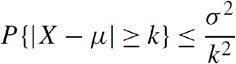 P{|X − μ| ≥ k} ≤ σ²/k²